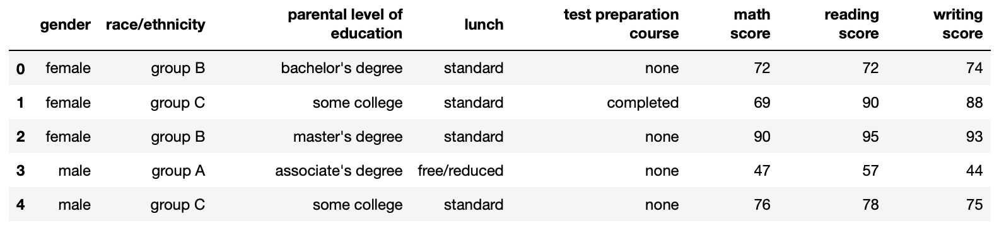 gender race/ethnicity parental level of education lunch test preparation course math score reading score writing score
0 female group B bachelor's degree standard none 72 72 74
1 female group C some college standard completed 69 90 88
2 female group B master's degree standard none 90 95 93
3 male group A associate's degree free/reduced none 47 57 44
4 male group C some college standard none 76 78 75